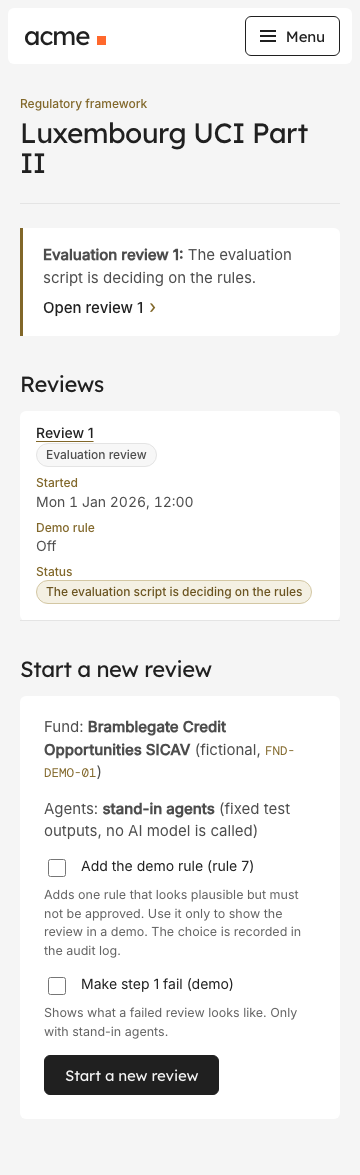 acme
Menu
Regulatory framework
Luxembourg UCI Part
II
Evaluation review 1: The evaluation
script is deciding on the rules.
Open review 1 ›
Reviews
Review 1
Evaluation review
Started
Mon 1 Jan 2026, 12:00
Demo rule
Off
Status
The evaluation script is deciding on the rules
Start a new review
Fund: Bramblegate Credit
Opportunities SICAV (fictional, FND-
DEMO-01)
Agents: stand-in agents (fixed test
outputs, no AI model is called)
Add the demo rule (rule 7)
Adds one rule that looks plausible but must
not be approved. Use it only to show the
review in a demo. The choice is recorded in
the audit log.
Make step 1 fail (demo)
Shows what a failed review looks like. Only
with stand-in agents.
Start a new review